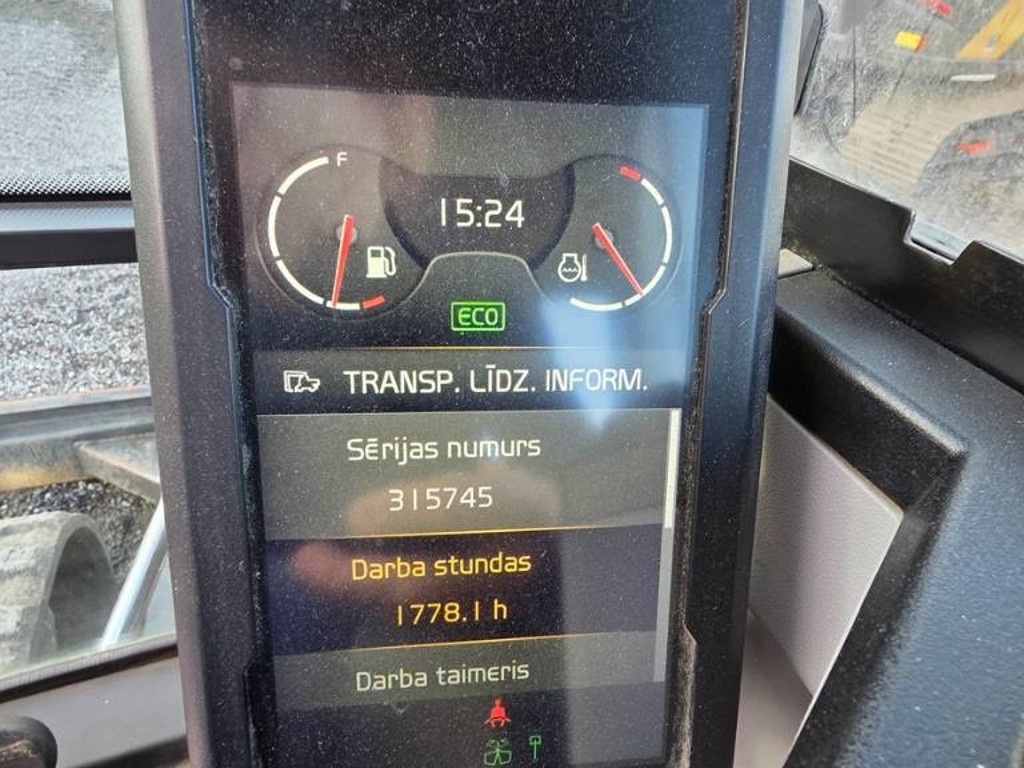 F
15:24
ECO
TRANSP. LĪDZ. INFORM.
Sērijas numurs
315745
Darba stundas
1778.1 h
Darba taimeris